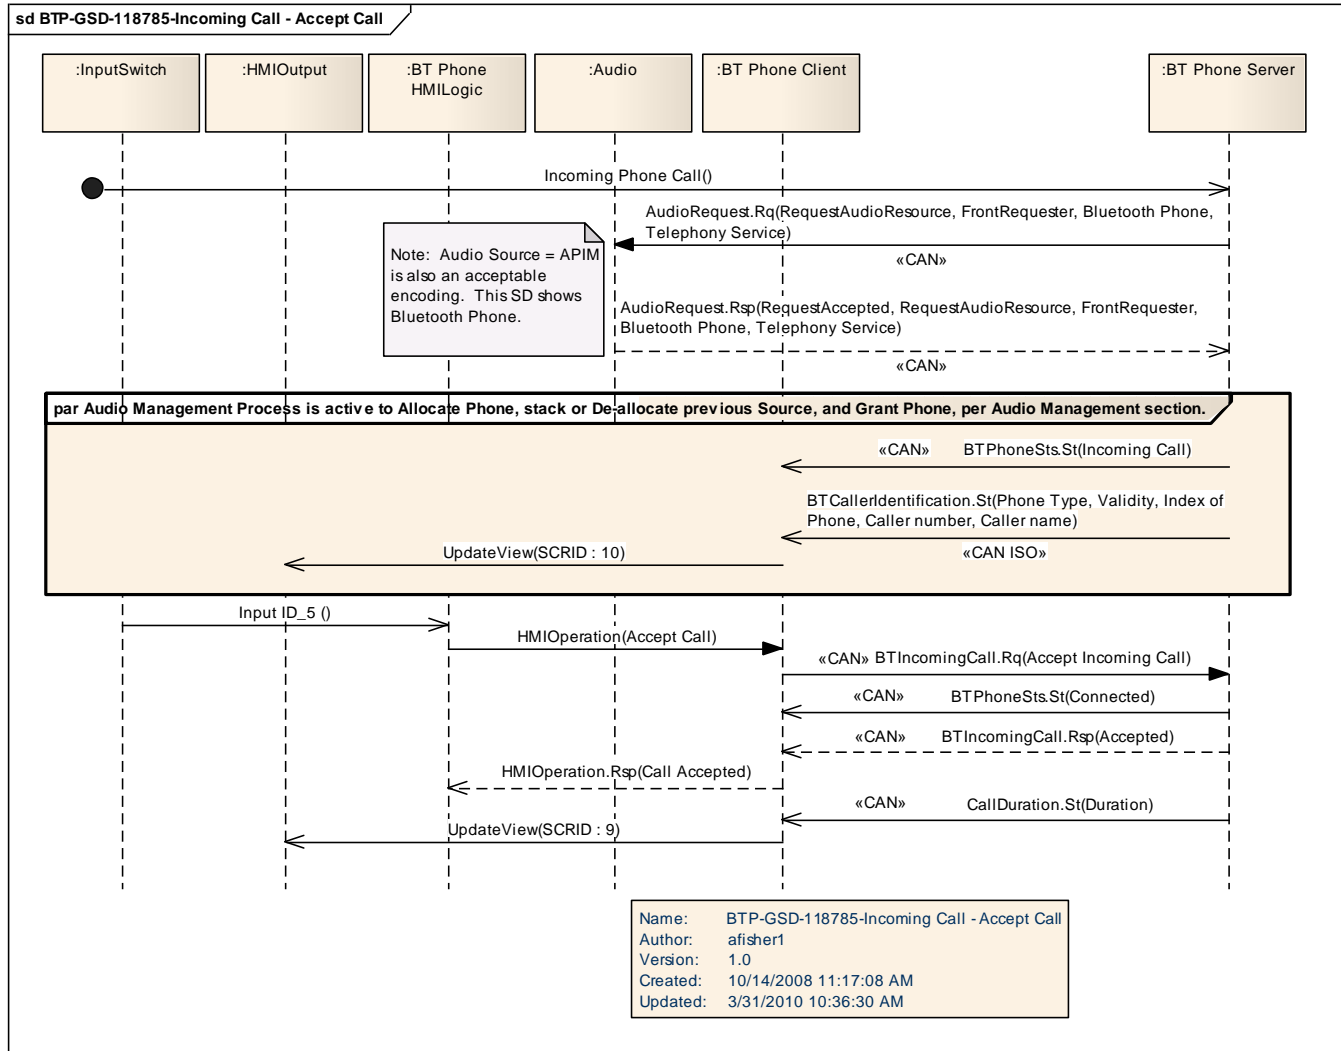 sd BTP-GSD-118785-Incoming Call - Accept Call
:InputSwitch
:HMIOutput
:BT Phone
HMILogic
:Audio
:BT Phone Client
:BT Phone Server
Incoming Phone Call()
AudioRequest.Rq(RequestAudioResource, FrontRequester, Bluetooth Phone,
Telephony Service)
«CAN»
Note: Audio Source = APIM
is also an acceptable
encoding. This SD shows
Bluetooth Phone.
AudioRequest.Rsp(RequestAccepted, RequestAudioResource, FrontRequester,
Bluetooth Phone, Telephony Service)
«CAN»
par Audio Management Process is active to Allocate Phone, stack or De-allocate previous Source, and Grant Phone, per Audio Management section.
«CAN» BTPhoneSts.St(Incoming Call)
BTCallerIdentification.St(Phone Type, Validity, Index of
Phone, Caller number, Caller name)
«CAN ISO»
UpdateView(SCRID : 10)
Input ID_5 ()
HMIOperation(Accept Call)
«CAN» BTIncomingCall.Rq(Accept Incoming Call)
«CAN» BTPhoneSts.St(Connected)
«CAN» BTIncomingCall.Rsp(Accepted)
HMIOperation.Rsp(Call Accepted)
«CAN» CallDuration.St(Duration)
UpdateView(SCRID : 9)
Name: BTP-GSD-118785-Incoming Call - Accept Call
Author: afisher1
Version: 1.0
Created: 10/14/2008 11:17:08 AM
Updated: 3/31/2010 10:36:30 AM